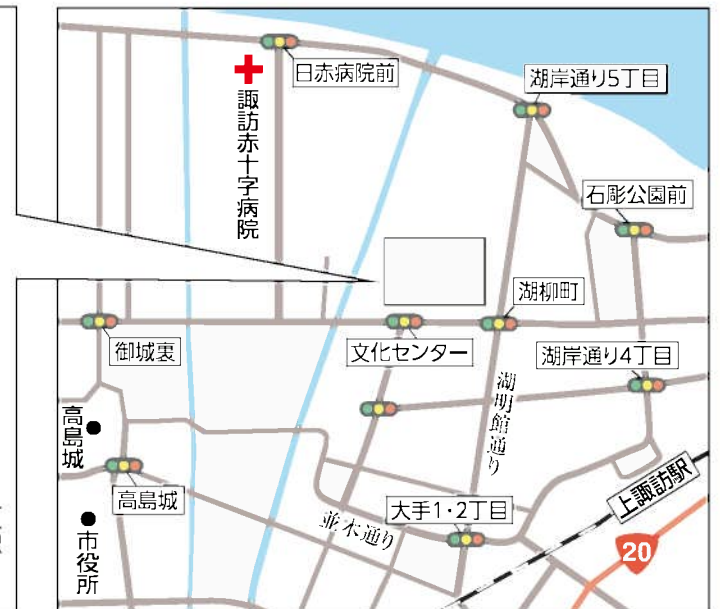 日赤病院前
湖岸通り5丁目
諏訪赤十字病院
石彫公園前
湖柳町
御城裏
文化センター
湖岸通り4丁目
湖明館通り
高島城
高島城
上諏訪駅
大手1・2丁目
並木通り
市役所
20